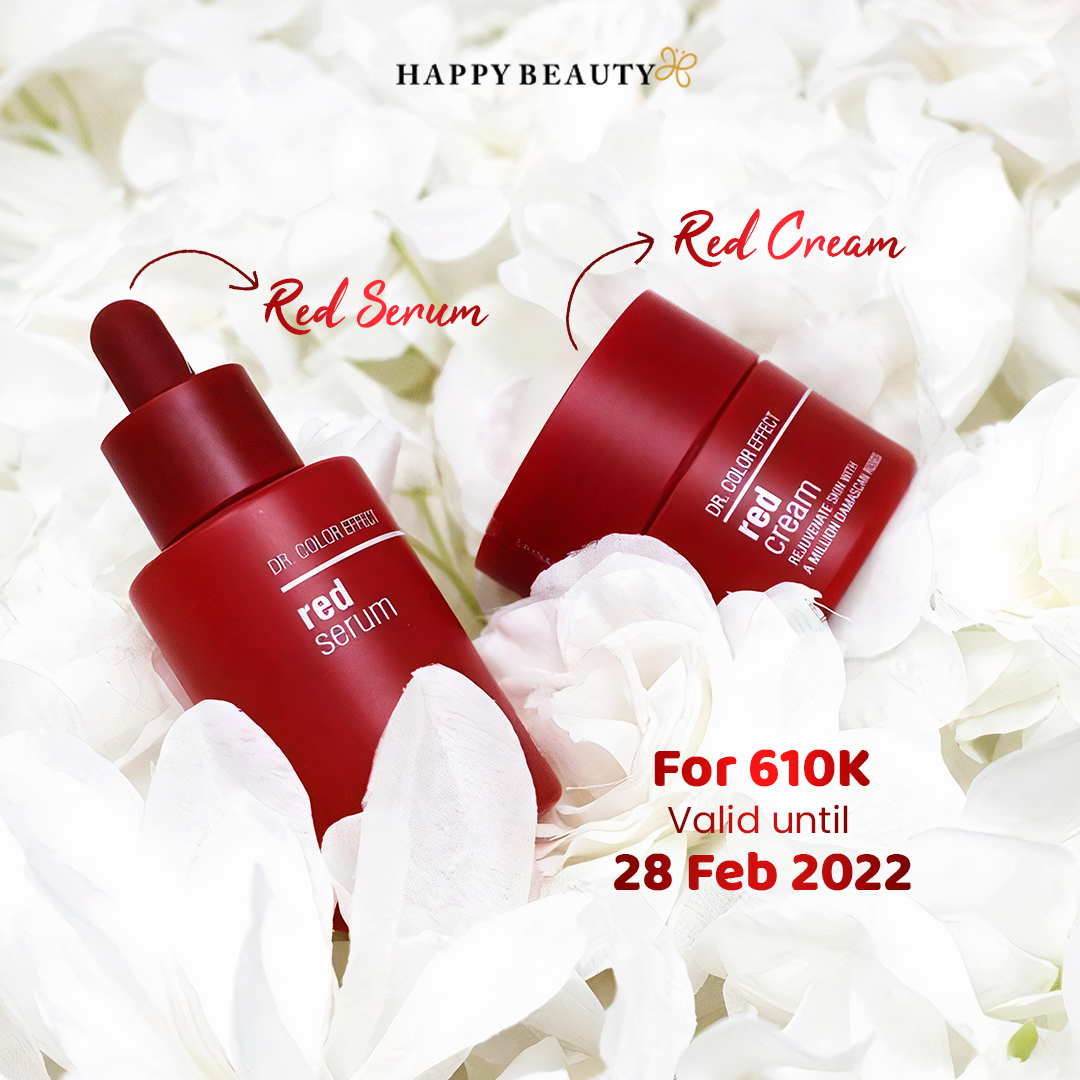 HAPPY BEAUTY
Red Cream
Red Serum
DR. COLOR EFFECT
red
serum
DR. COLOR EFFECT
red
cream
REJUVENATE SKIN WITH
A MILLION DAMASCAN ROSES
For 610K
Valid until
28 Feb 2022